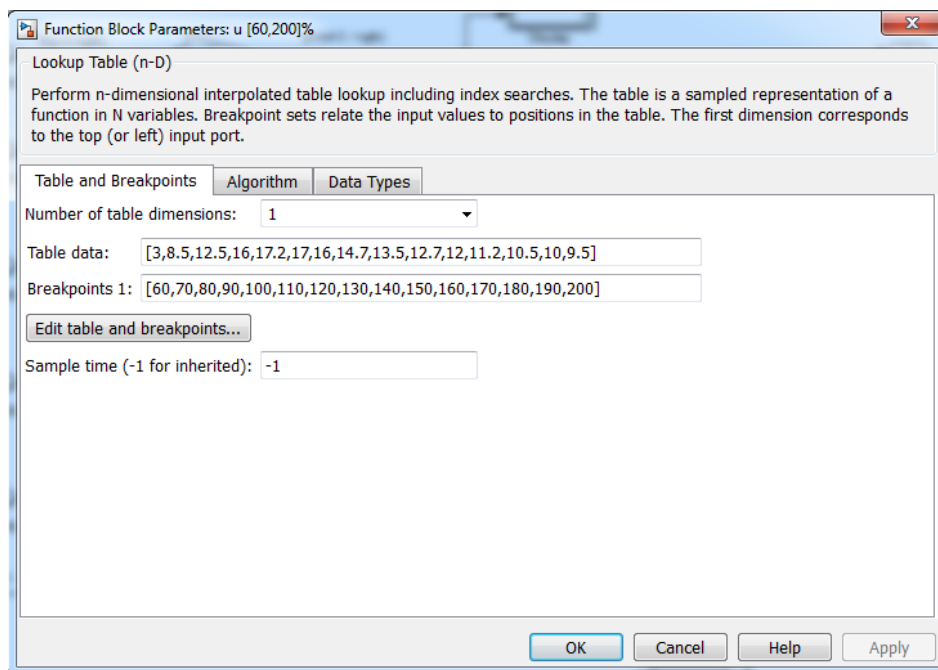 Function Block Parameters: u [60,200]%
Lookup Table (n-D)
Perform n-dimensional interpolated table lookup including index searches. The table is a sampled representation of a
function in N variables. Breakpoint sets relate the input values to positions in the table. The first dimension corresponds
to the top (or left) input port.
Table and Breakpoints Algorithm Data Types
Number of table dimensions: 1
Table data: [3,8.5,12.5,16,17.2,17,16,14.7,13.5,12.7,12,11.2,10.5,10,9.5]
Breakpoints 1: [60,70,80,90,100,110,120,130,140,150,160,170,180,190,200]
Edit table and breakpoints...
Sample time (-1 for inherited): -1
OK Cancel Help Apply